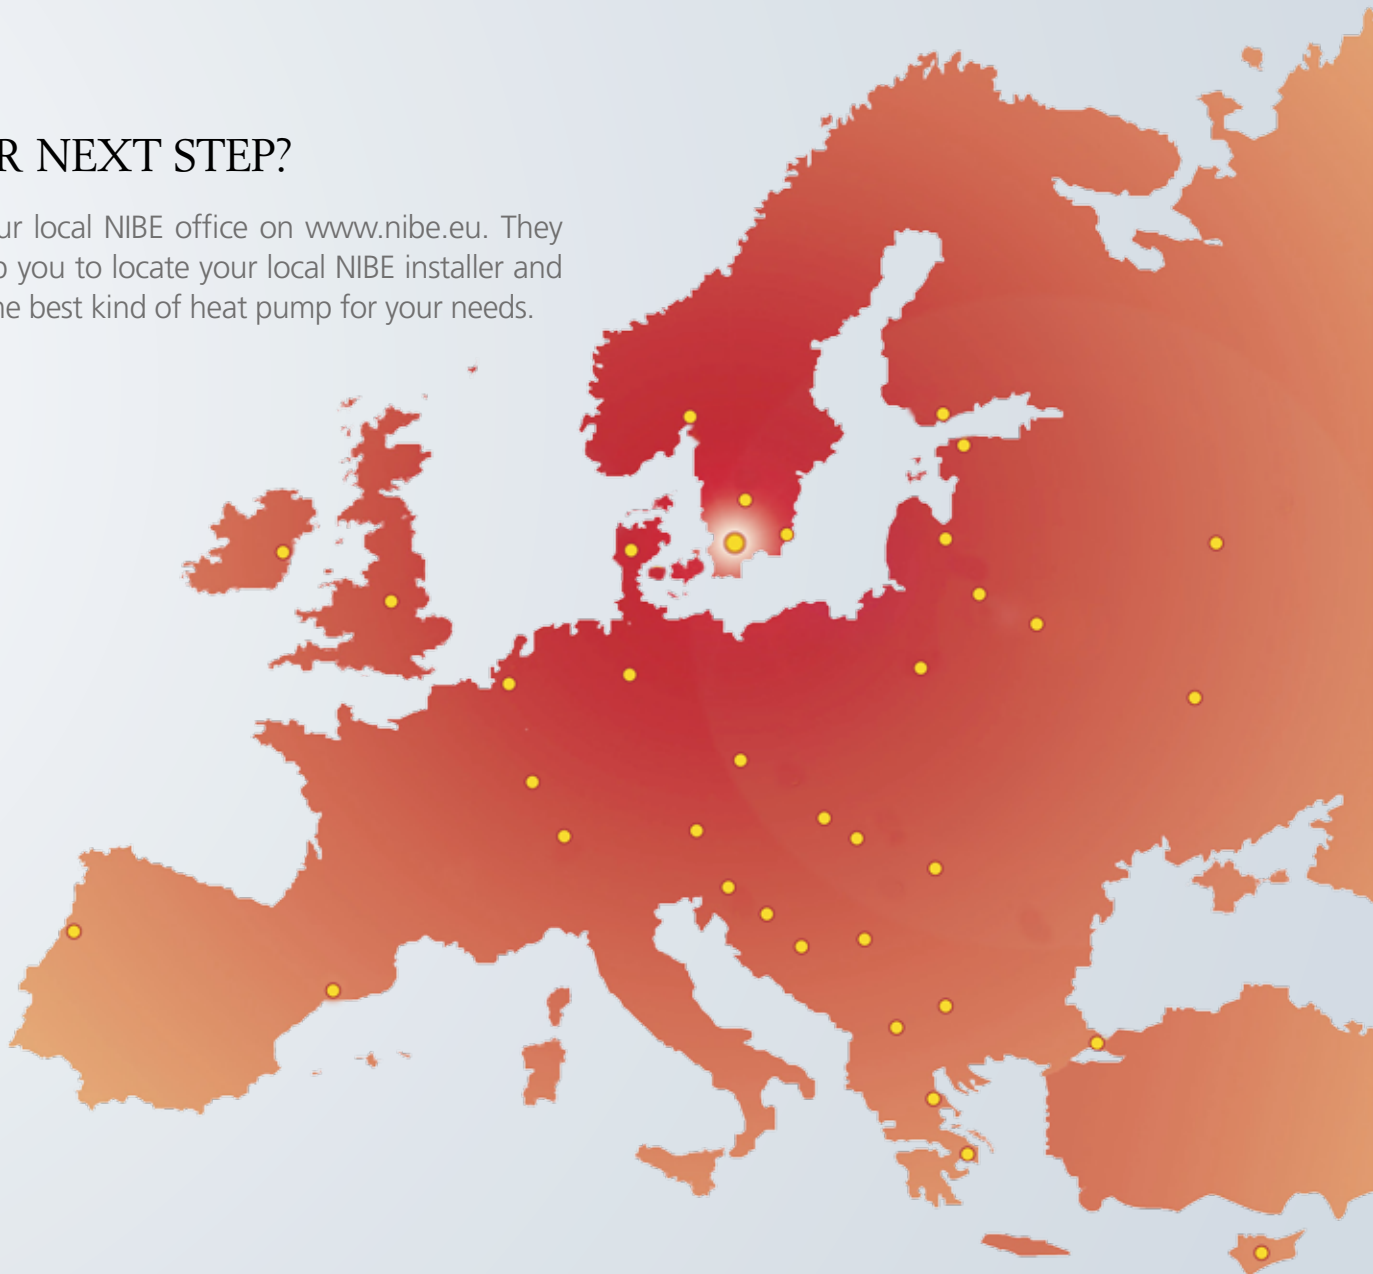 R NEXT STEP?
ur local NIBE office on www.nibe.eu. They
p you to locate your local NIBE installer and
he best kind of heat pump for your needs.